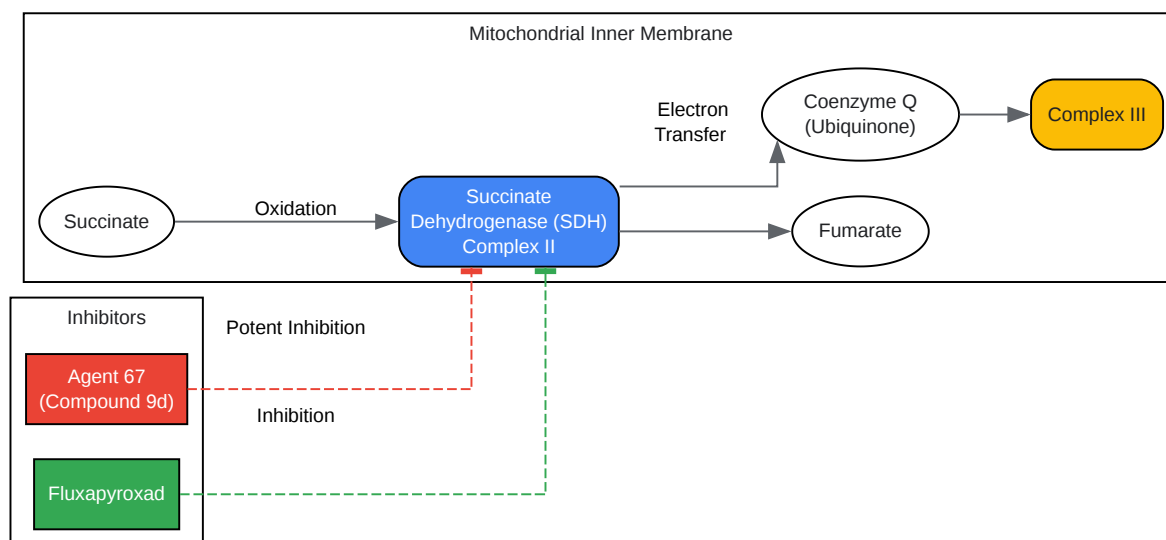 Mitochondrial Inner Membrane
Coenzyme Q
(Ubiquinone)
Complex III
Electron
Transfer
Succinate
Oxidation
Succinate
Dehydrogenase (SDH)
Complex II
Fumarate
Inhibitors
Potent Inhibition
Agent 67
(Compound 9d)
Inhibition
Fluxapyroxad